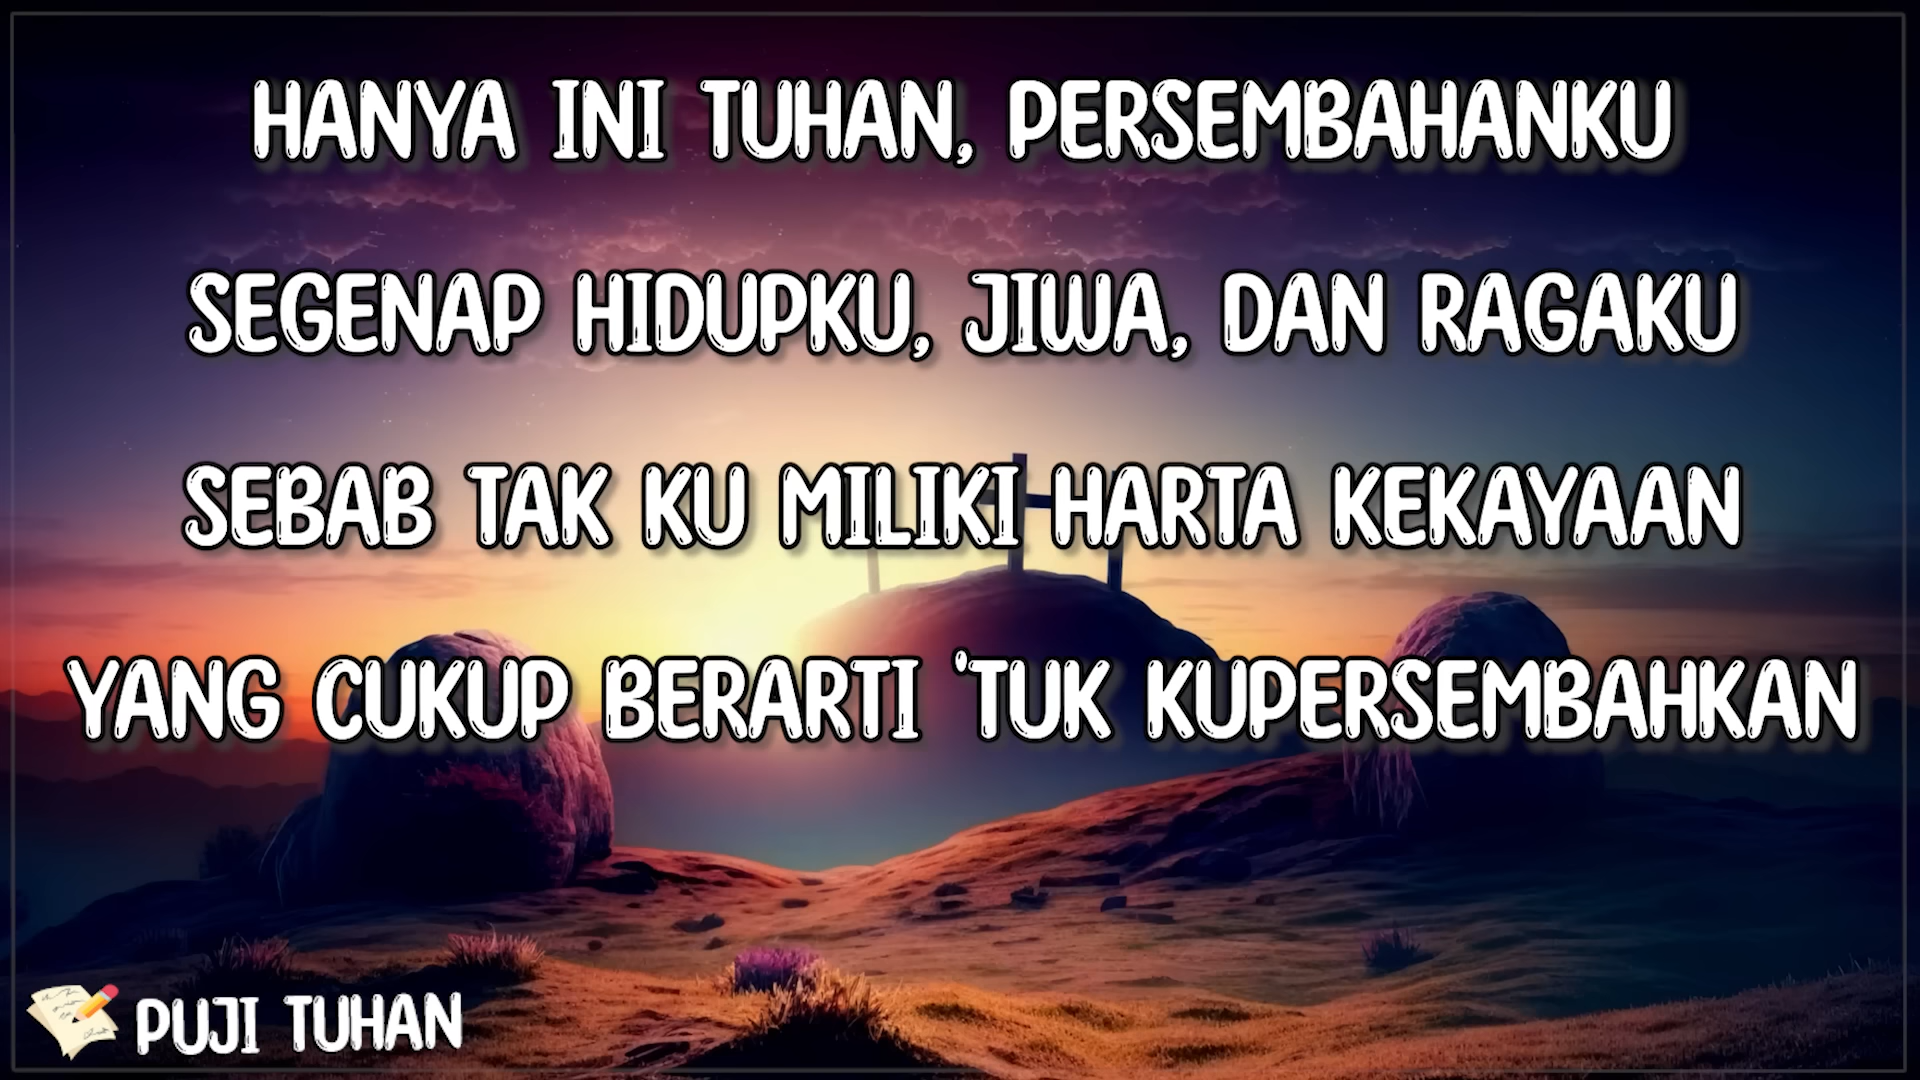 HANYA INI TUHAN, PERSEMBAHANKU
SEGENAP HIDUPKU, JIWA, DAN RAGAKU
SEBAB TAK KU MILIKI HARTA KEKAYAAN
YANG CUKUP BERARTI 'TUK KUPERSEMBAHKAN
PUJI TUHAN